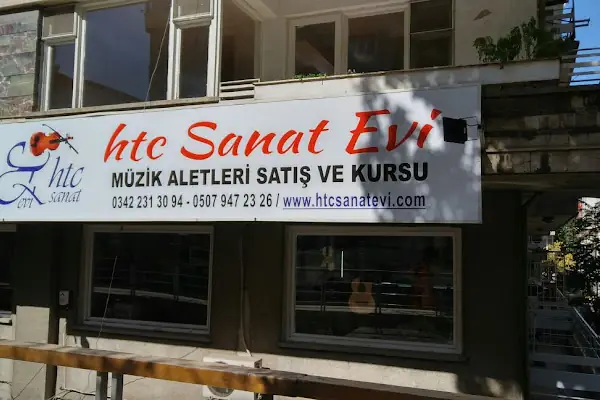 htc Sanat Evi
MÜZİK ALETLERİ SATIŞ VE KURSU
0342 231 30 94 - 0507 947 23 26 / www.htcsanatevi.com
htc
sanat
evi